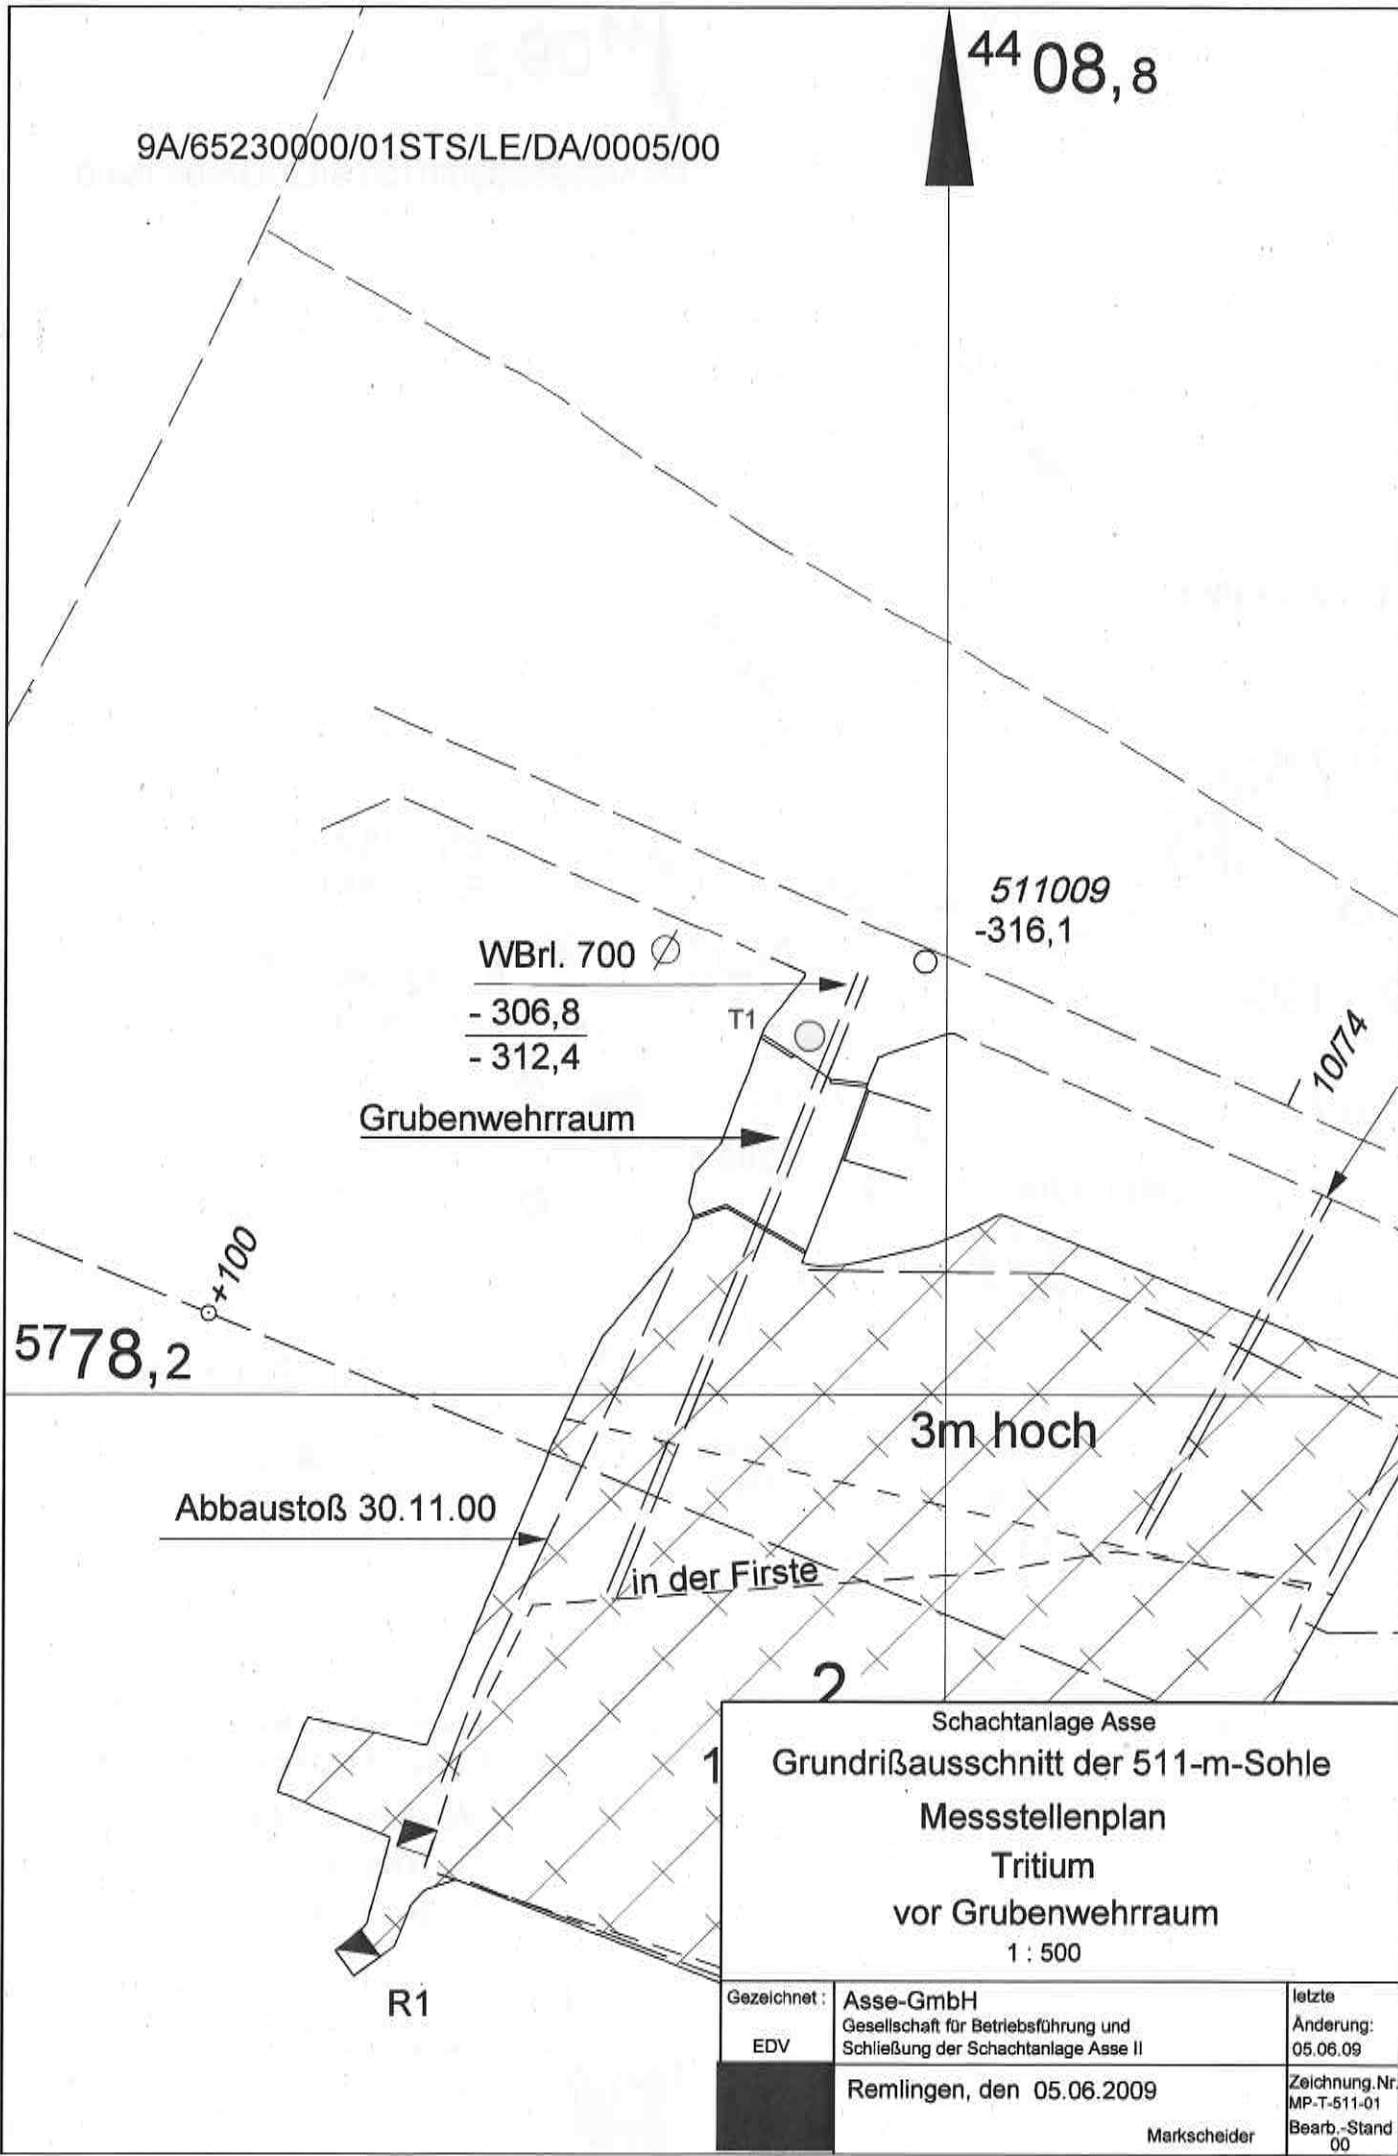 44 08,8
9A/65230000/01STS/LE/DA/0005/00
511009
-316,1
WBrl. 700 Ø
- 306,8
- 312,4
T1
10/74
Grubenwehrraum
+100
5778,2
3m hoch
Abbaustoß 30.11.00
in der Firste
2
1
R1
Schachtanlage Asse
Grundrißausschnitt der 511-m-Sohle
Messstellenplan
Tritium
vor Grubenwehrraum
1 : 500
Gezeichnet :
EDV
Asse-GmbH
Gesellschaft für Betriebsführung und
Schließung der Schachtanlage Asse II
letzte
Änderung:
05.06.09
Remlingen, den 05.06.2009
Markscheider
Zeichnung.Nr.
MP-T-511-01
Bearb.-Stand
00